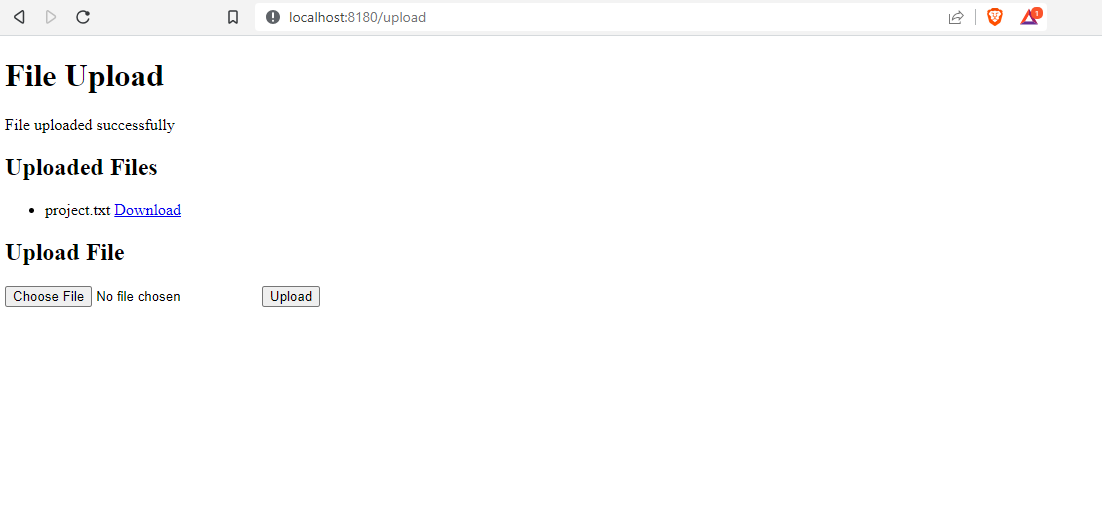 localhost:8180/upload
1
File Upload
File uploaded successfully
Uploaded Files
project.txt Download
Upload File
Choose File No file chosen Upload